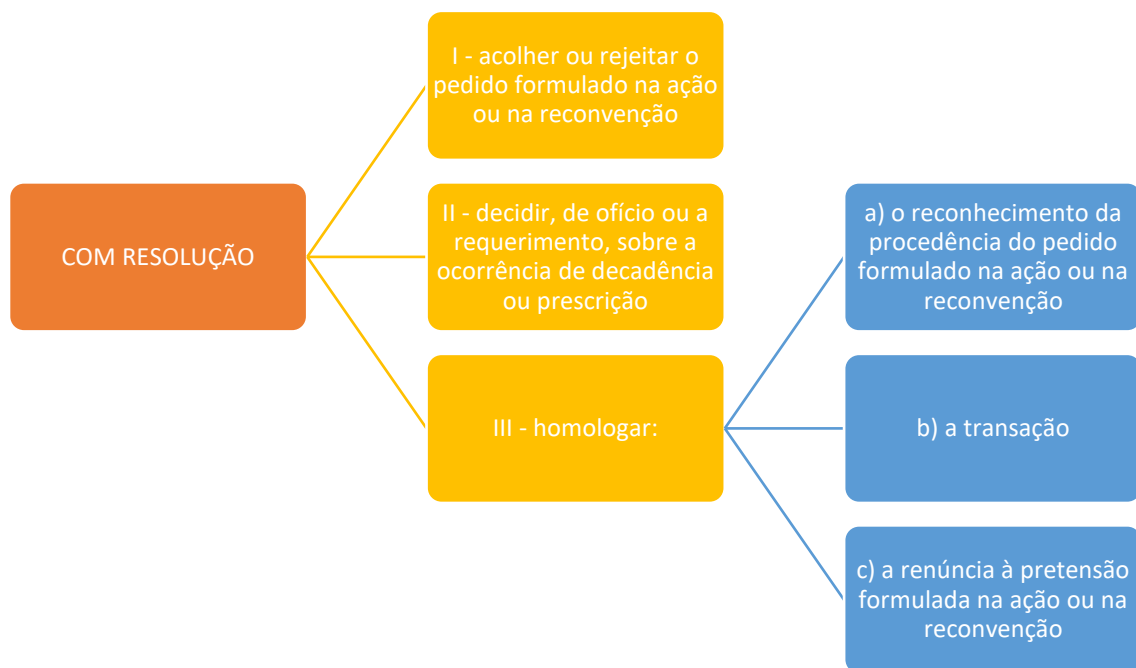 COM RESOLUÇÃO
I - acolher ou rejeitar o
pedido formulado na ação
ou na reconvenção
II - decidir, de ofício ou a
requerimento, sobre a
ocorrência de decadência
ou prescrição
III - homologar:
a) o reconhecimento da
procedência do pedido
formulado na ação ou na
reconvenção
b) a transação
c) a renúncia à pretensão
formulada na ação ou na
reconvenção